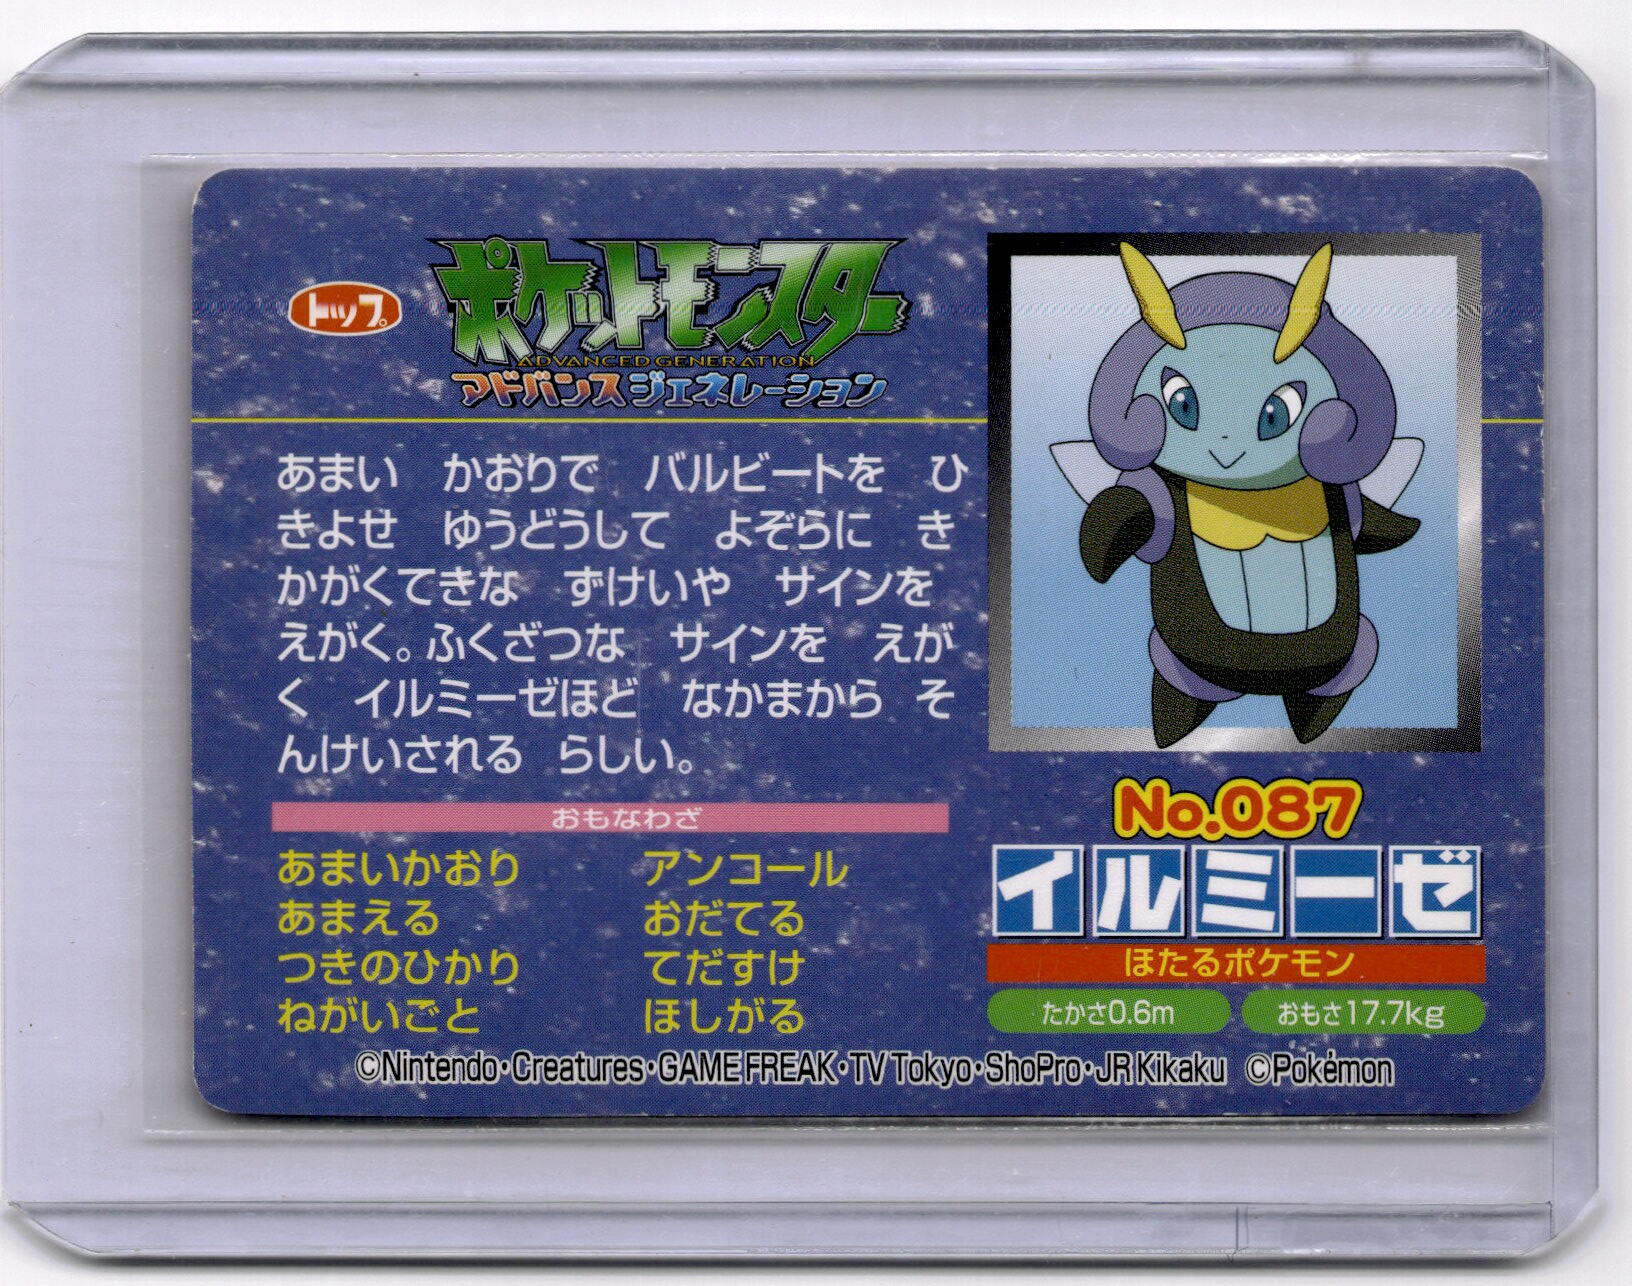 トップ
ポケットモンスター
ADVANCED GENERATION
アドバンスジェネレーション
あまい　かおりで　バルビートを　ひ
きよせ　ゆうどうして　よぞらに　き
かがくてきな　ずけいや　サインを
えがく。ふくざつな　サインを　えが
く　イルミーゼほど　なかまから　そ
んけいされる　らしい。
おもなわざ
あまいかおり　アンコール
あまえる　おだてる
つきのひかり　てだすけ
ねがいごと　ほしがる
No.087
イルミーゼ
ほたるポケモン
たかさ0.6m　おもさ17.7kg
©Nintendo・Creatures・GAME FREAK・TV Tokyo・ShoPro・JR Kikaku ©Pokémon